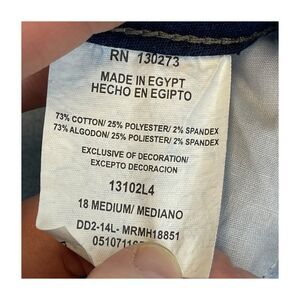 RN 130273
MADE IN EGYPT
HECHO EN EGIPTO
73% COTTON/ 25% POLYESTER/ 2% SPANDEX
73% ALGODON/ 25% POLIESTER/ 2% SPANDEX
EXCLUSIVE OF DECORATION/
EXCEPTO DECORACION
13102L4
18 MEDIUM/ MEDIANO
DD2-14L- MRMH18851